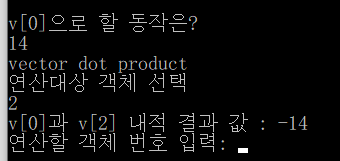 v[0]으로 할 동작은?
14
vector dot product
연산대상 객체 선택
2
v[0]과 v[2] 내적 결과 값 : -14
연산할 객체 번호 입력: